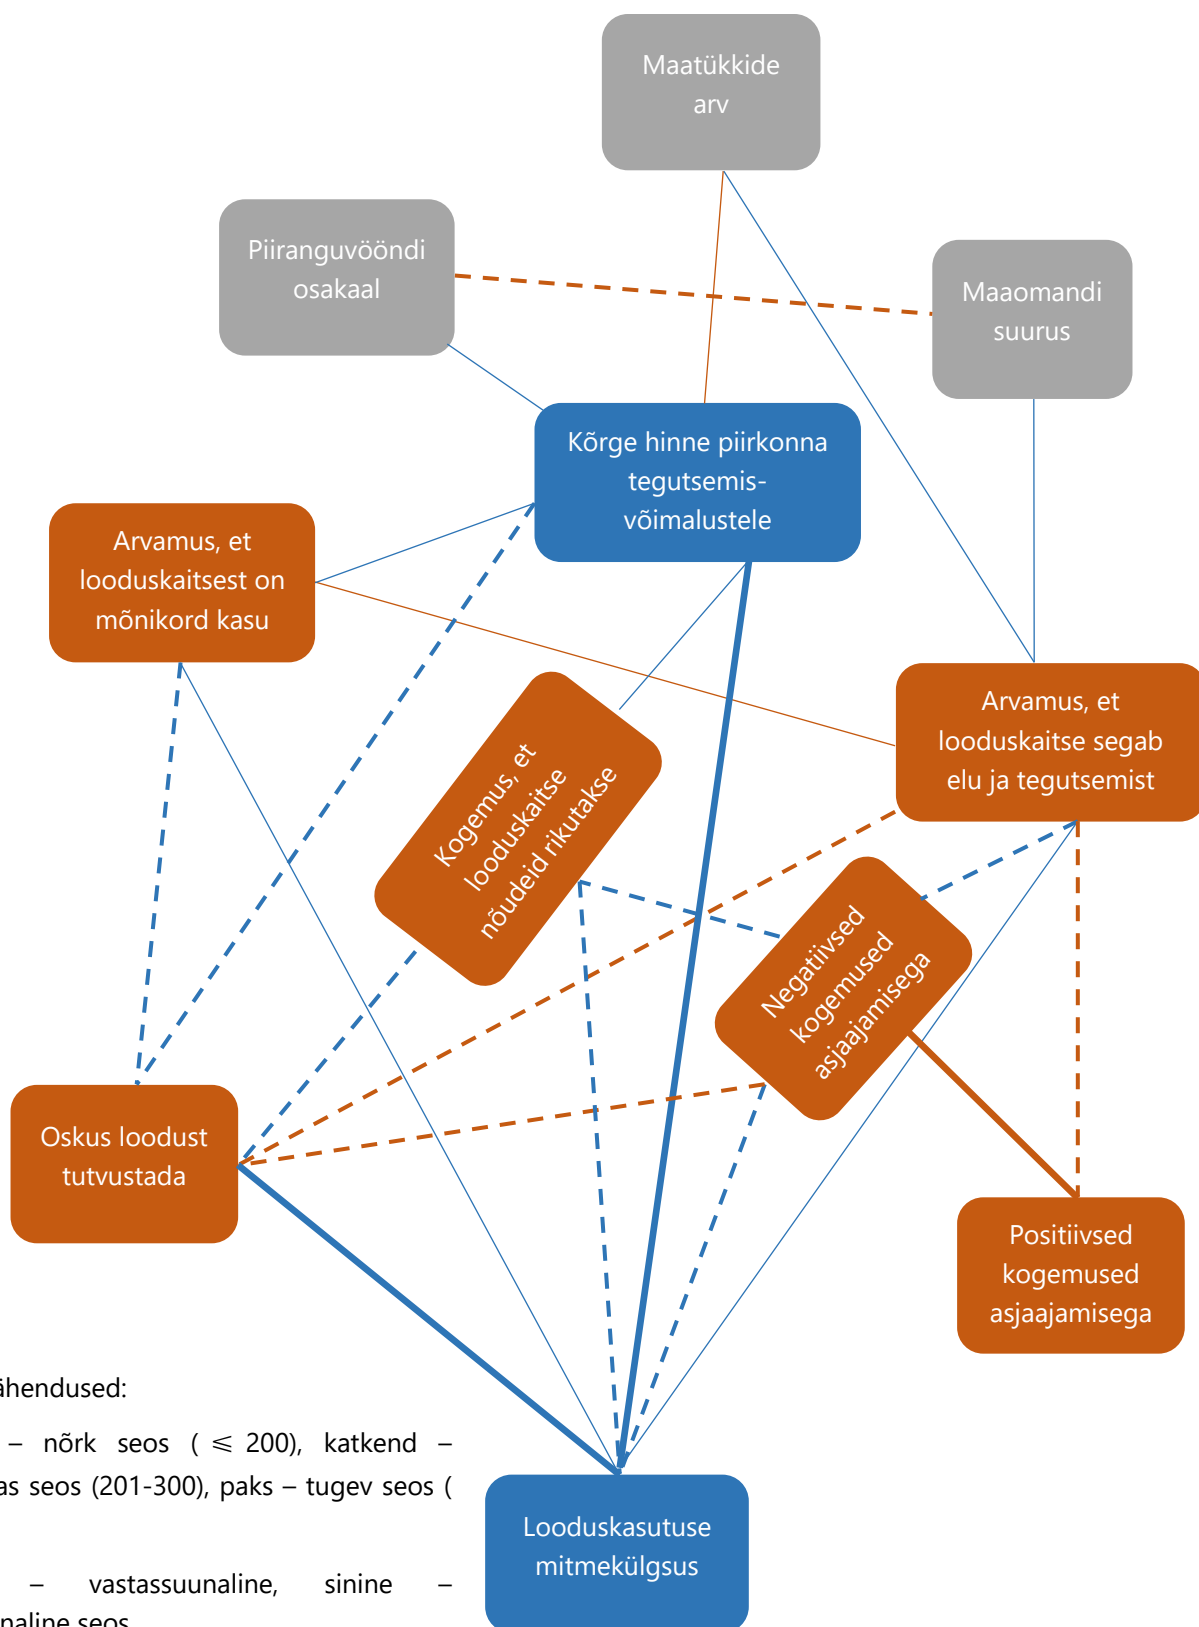 Maatükkide
arv
Piiranguvööndi
osakaal
Maaomandi
suurus
Kõrge hinne piirkonna
tegutsemis-
võimalustele
Arvamus, et
looduskaitsest on
mõnikord kasu
Arvamus, et
looduskaitse segab
elu ja tegutsemist
Kogemus, et
looduskaitse
nõudeid rikutakse
Negatiivsed
kogemused
asjaajamisega
Oskus loodust
tutvustada
Positiivsed
kogemused
asjaajamisega
Looduskasutuse
mitmekülgsus
ähendused:
– nõrk seos ( ≤ 200), katkend –
as seos (201-300), paks – tugev seos (
– vastassuunaline, sinine –
naline seos